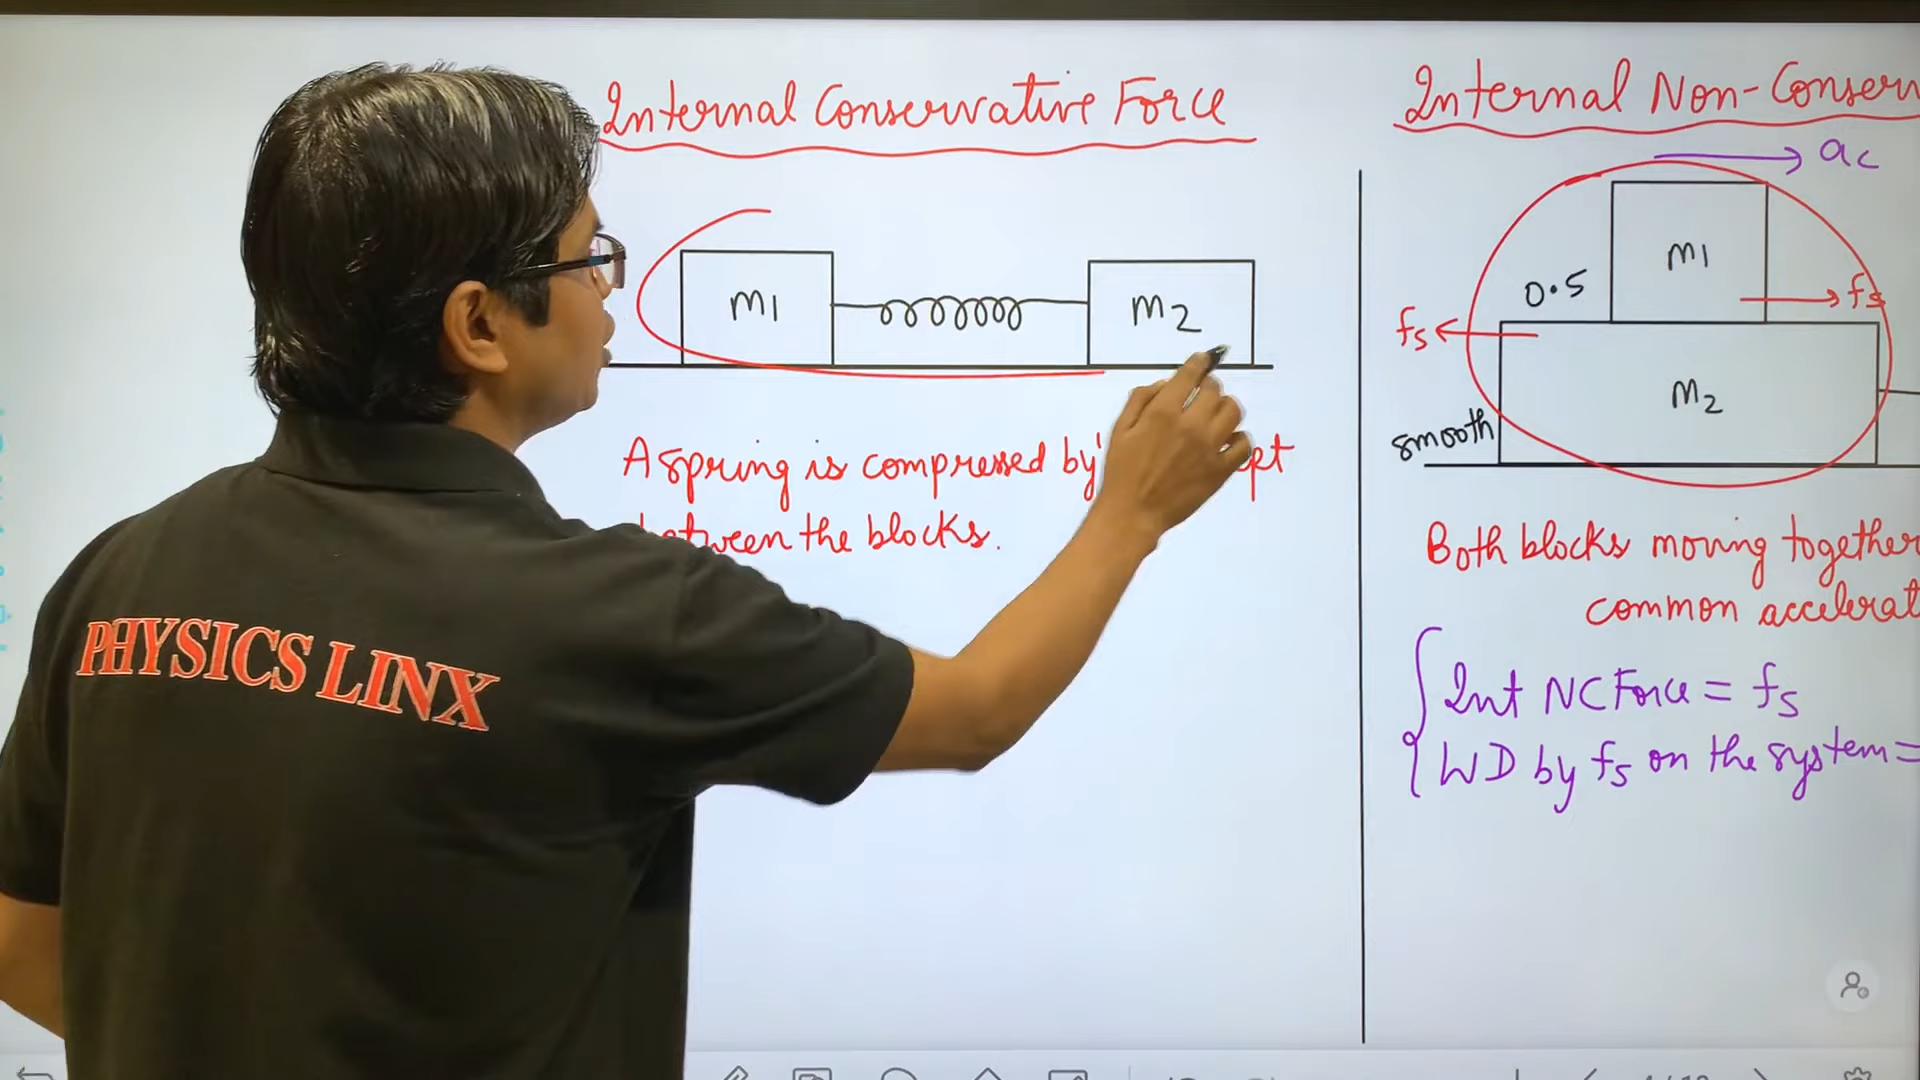 Internal Conservative Force
m1
m2
A spring is compressed by
between the blocks.
Internal Non-Conserv
ac
m1
0.5
fs
fs
m2
smooth
Both blocks moving together
common accelerat
Int NC Force = fs
WD by fs on the system =
PHYSICS LINX